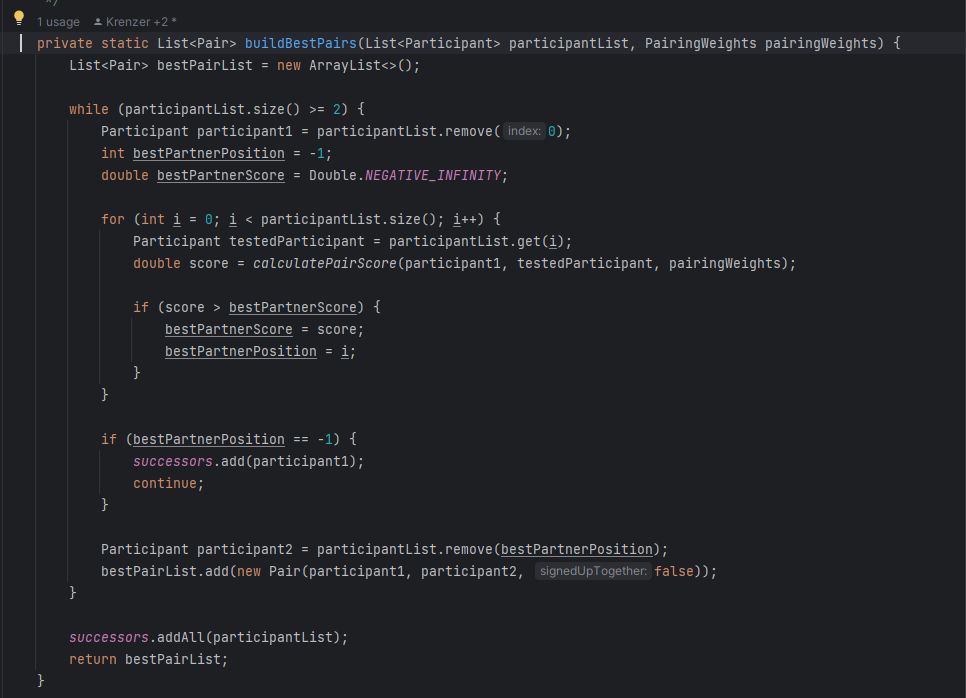 */
1 usage Krenzer +2 *
private static List<Pair> buildBestPairs(List<Participant> participantList, PairingWeights pairingWeights) {
List<Pair> bestPairList = new ArrayList<>();
while (participantList.size() >= 2) {
Participant participant1 = participantList.remove( index: 0);
int bestPartnerPosition = -1;
double bestPartnerScore = Double.NEGATIVE_INFINITY;
for (int i = 0; i < participantList.size(); i++) {
Participant testedParticipant = participantList.get(i);
double score = calculatePairScore(participant1, testedParticipant, pairingWeights);
if (score > bestPartnerScore) {
bestPartnerScore = score;
bestPartnerPosition = i;
}
}
if (bestPartnerPosition == -1) {
successors.add(participant1);
continue;
}
Participant participant2 = participantList.remove(bestPartnerPosition);
bestPairList.add(new Pair(participant1, participant2, signedUpTogether: false));
}
successors.addAll(participantList);
return bestPairList;
}